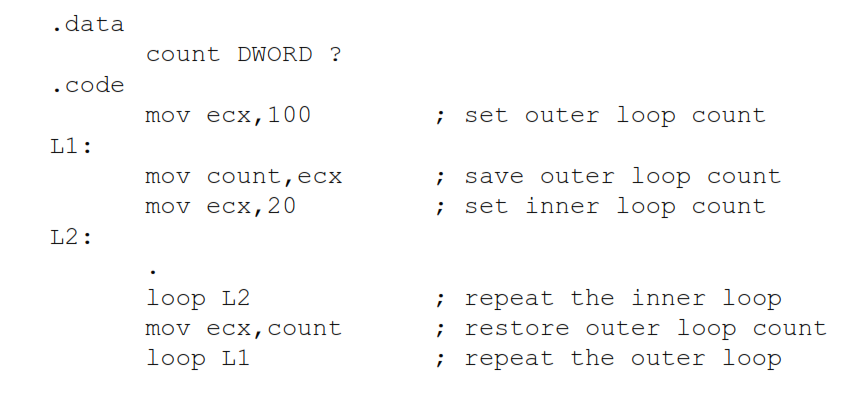 .data
count DWORD ?
.code
mov ecx,100 ; set outer loop count
L1:
mov count,ecx ; save outer loop count
mov ecx,20 ; set inner loop count
L2:
.
loop L2 ; repeat the inner loop
mov ecx,count ; restore outer loop count
loop L1 ; repeat the outer loop